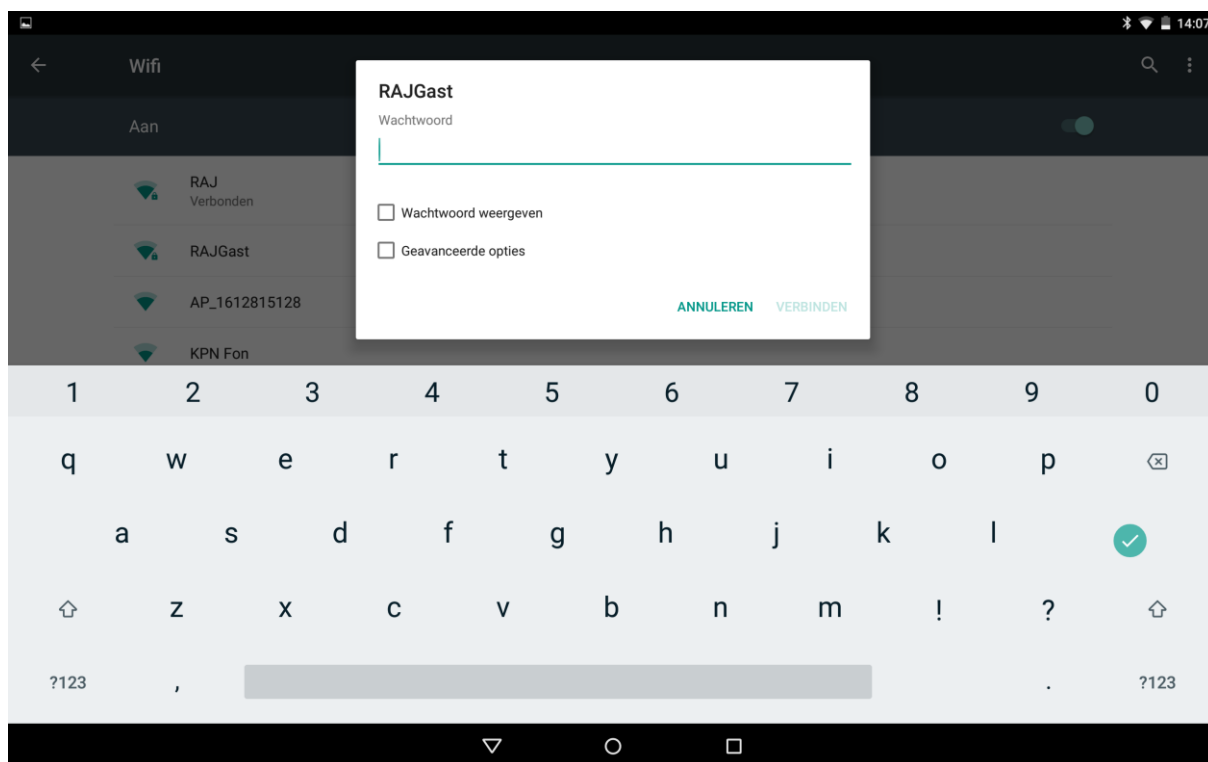 14:07
Wifi
Aan
RAJ
Verbonden
RAJGast
AP_1612815128
KPN Fon
RAJGast
Wachtwoord
Wachtwoord weergeven
Geavanceerde opties
ANNULEREN VERBINDEN
1 2 3 4 5 6 7 8 9 0
q w e r t y u i o p
a s d f g h j k l
z x c v b n m ! ?
?123 , . ?123